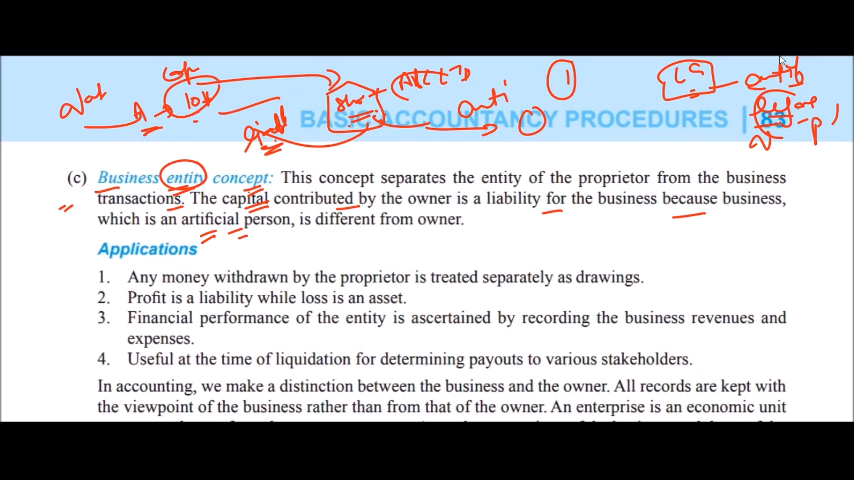 BASIC ACCOUNTANCY PROCEDURES | 83
(c) Business entity concept: This concept separates the entity of the proprietor from the business
transactions. The capital contributed by the owner is a liability for the business because business,
which is an artificial person, is different from owner.
Applications
1. Any money withdrawn by the proprietor is treated separately as drawings.
2. Profit is a liability while loss is an asset.
3. Financial performance of the entity is ascertained by recording the business revenues and
expenses.
4. Useful at the time of liquidation for determining payouts to various stakeholders.
In accounting, we make a distinction between the business and the owner. All records are kept with
the viewpoint of the business rather than from that of the owner. An enterprise is an economic unit